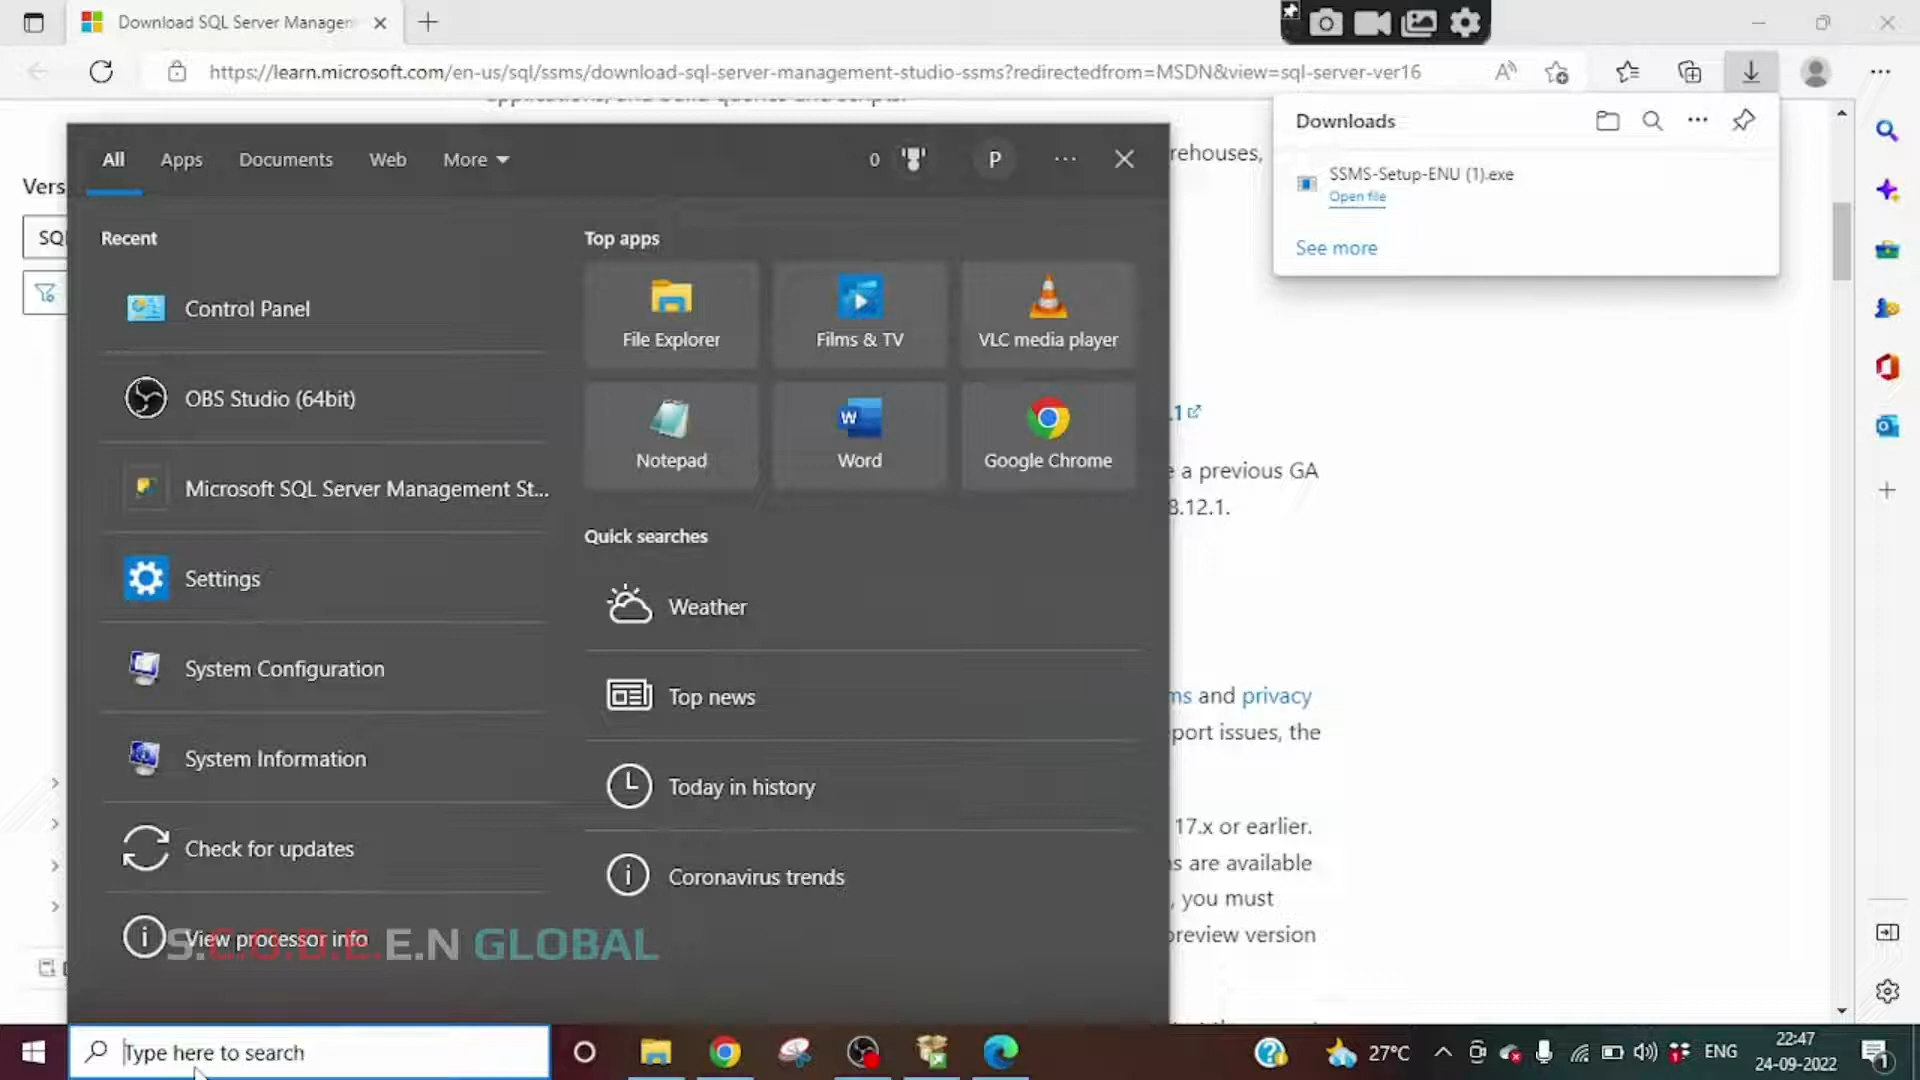 Download SQL Server Managen
https://learn.microsoft.com/en-us/sql/ssms/download-sql-server-management-studio-ssms?redirectedfrom=MSDN&view=sql-server-ver16
Downloads
SSMS-Setup-ENU (1).exe
Open file
See more
All Apps Documents Web More 0 P
Vers
SQL
Recent
Control Panel
OBS Studio (64bit)
Microsoft SQL Server Management St...
Settings
System Configuration
System Information
Check for updates
View processor info
Top apps
File Explorer
Films & TV
VLC media player
Notepad
Word
Google Chrome
Quick searches
Weather
Top news
Today in history
Coronavirus trends
rehouses,
.1
e a previous GA
8.12.1.
ms and privacy
port issues, the
17.x or earlier.
ns are available
, you must
preview version
S.C.O.D.E.E.N GLOBAL
Type here to search
27°C
ENG
22:47
24-09-2022
1